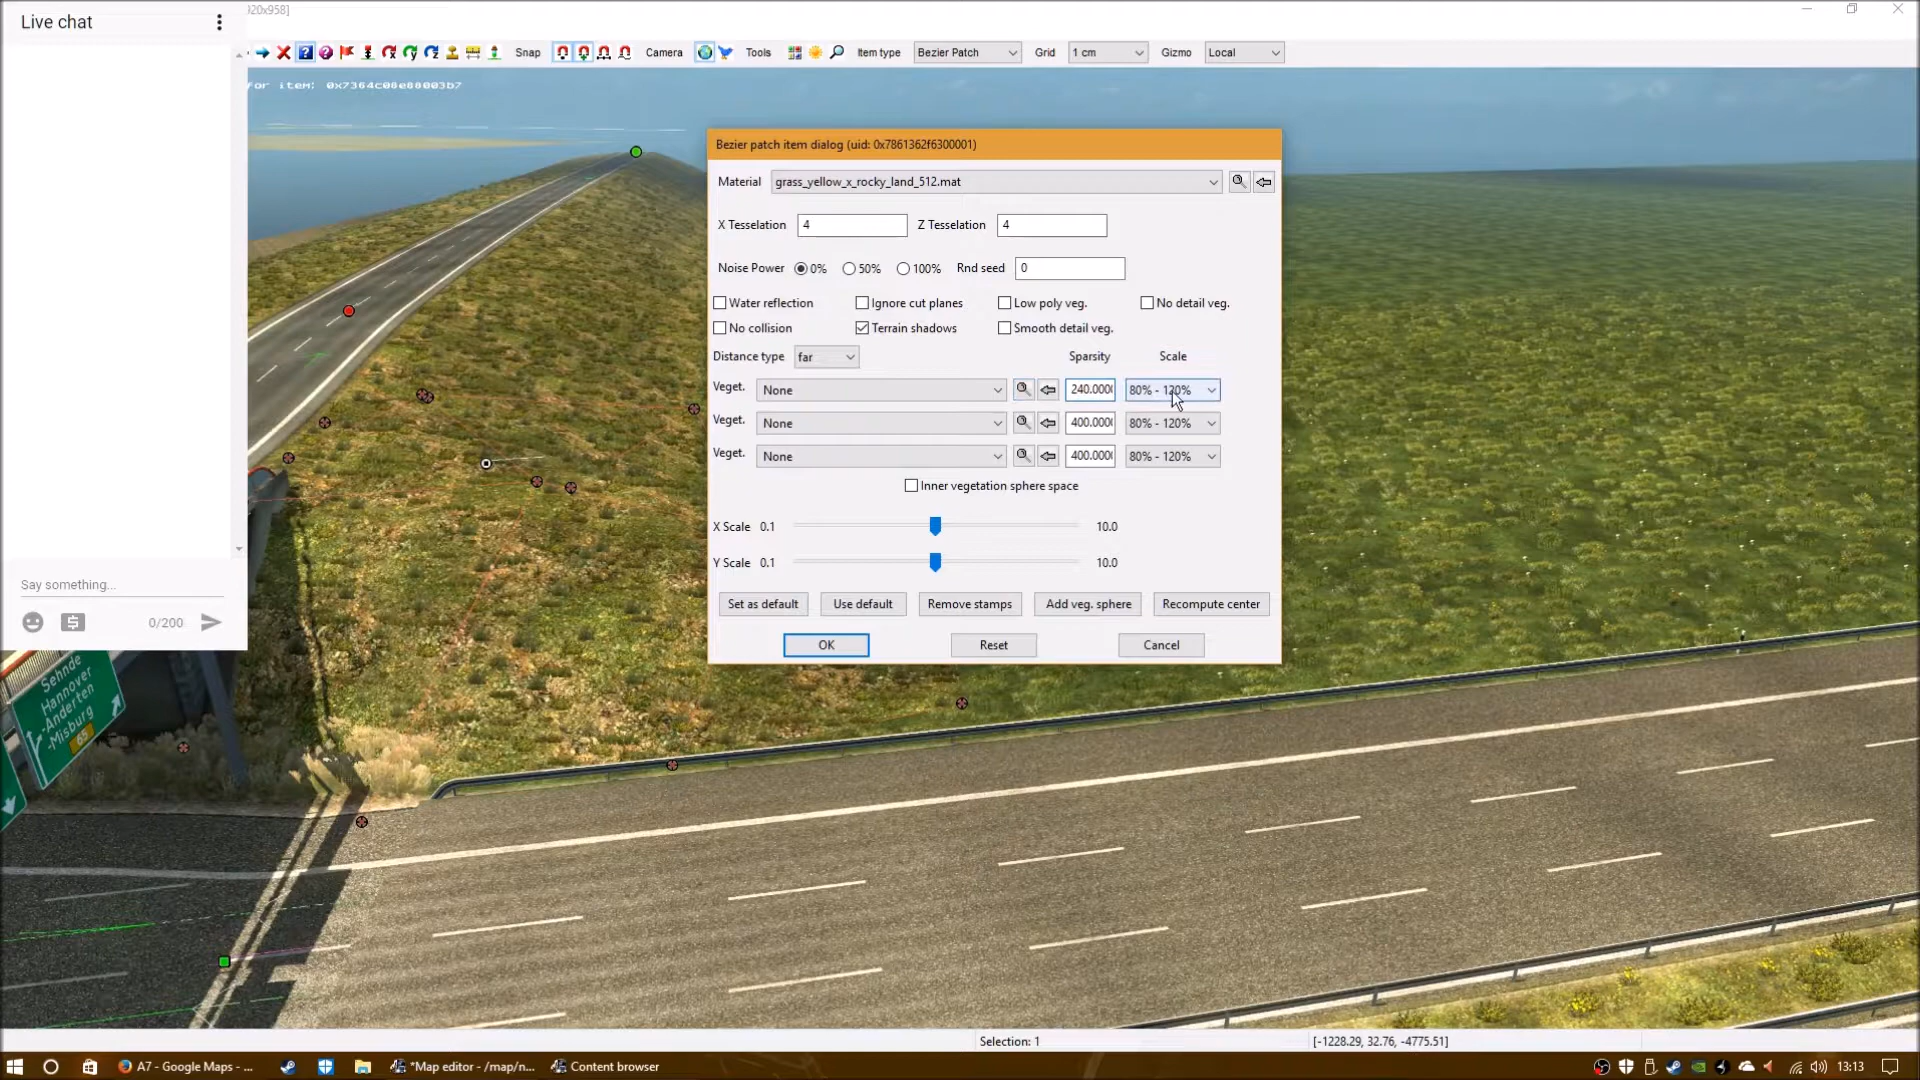 920x958]
Live chat
Snap
Camera
Tools
Item type
Bezier Patch
Grid
1 cm
Gizmo
Local
for item: 0x7364c08e88003b7
Bezier patch item dialog (uid: 0x7861362f6300001)
Material
grass_yellow_x_rocky_land_512.mat
X Tesselation
4
Z Tesselation
4
Noise Power
0%
50%
100%
Rnd seed
0
Water reflection
Ignore cut planes
Low poly veg.
No detail veg.
No collision
Terrain shadows
Smooth detail veg.
Distance type
far
Sparsity
Scale
Veget.
None
240.000
80% - 120%
Veget.
None
400.000
80% - 120%
Veget.
None
400.000
80% - 120%
Inner vegetation sphere space
X Scale
0.1
10.0
Y Scale
0.1
10.0
Set as default
Use default
Remove stamps
Add veg. sphere
Recompute center
OK
Reset
Cancel
Say something...
0/200
Sehnde
Hannover
-Anderten
-Misburg
65
Selection: 1
[-1228.29, 32.76, -4775.51]
A7 - Google Maps - ...
*Map editor - /map/n...
Content browser
13:13